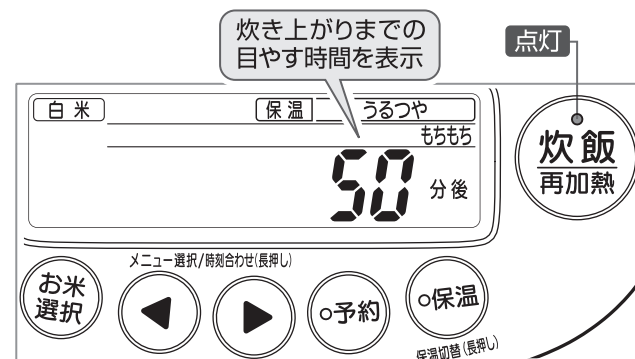 炊き上がりまでの
目やす時間を表示
点灯
白米
保温 うるつや
もちもち
50 分後
炊飯
再加熱
メニュー選択/時刻合わせ(長押し)
お米
選択
予約
保温
保温切替(長押し)